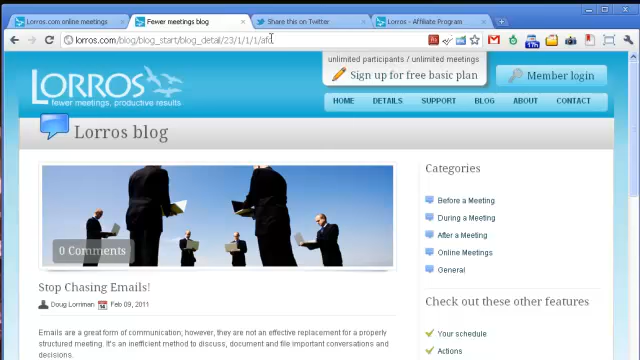 Lorros.com online meetings
Fewer meetings blog
Share this on Twitter
Lorros - Affiliate Program
lorros.com/blog/blog_start/blog_detail/23/1/1/1/afc
unlimited participants / unlimited meetings
Sign up for free basic plan
Member login
LORROS
fewer meetings. productive results
HOME DETAILS SUPPORT BLOG ABOUT CONTACT
Lorros blog
0 Comments
Stop Chasing Emails!
Doug Lorriman Feb 09, 2011
Emails are a great form of communication; however, they are not an effective replacement for a properly
structured meeting. It's an inefficient method to discuss, document and file important conversations and
decisions.
Categories
Before a Meeting
During a Meeting
After a Meeting
Online Meetings
General
Check out these other features
Your schedule
Actions